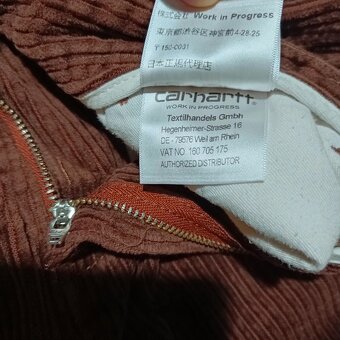 株式会社 Work in Progress
東京都渋谷区神宮前4-28-25
〒150-0001
日本正規代理店
carhartt
WORK IN PROGRESS
Textilhandels GmbH
Hegenheimer-Strasse 16
DE - 79576 Weil am Rhein
VAT NO 160 705 175
AUTHORIZED DISTRIBUTOR